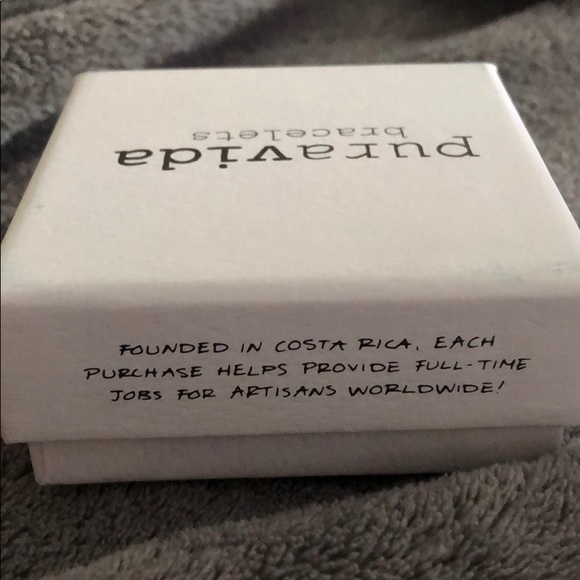 puravida
bracelets
FOUNDED IN COSTA RICA, EACH
PURCHASE HELPS PROVIDE FULL-TIME
JOBS FOR ARTISANS WORLDWIDE!